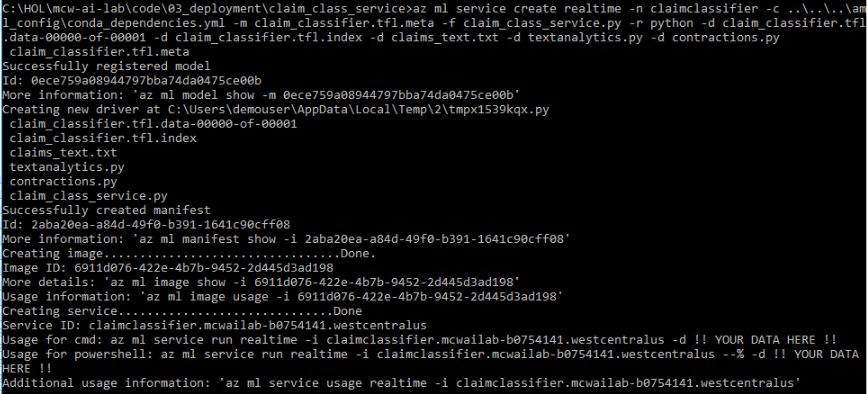 C:\HOL\mcw-ai-lab\code\03_deployment\claim_class_service>az ml service create realtime -n claimclassifier -c ..\..\..\am
l_config\conda_dependencies.yml -m claim_classifier.tfl.meta -f claim_class_service.py -r python -d claim_classifier.tfl
.data-00000-of-00001 -d claim_classifier.tfl.index -d claims_text.txt -d textanalytics.py -d contractions.py
 claim_classifier.tfl.meta
Successfully registered model
Id: 0ece759a08944797bba74da0475ce00b
More information: 'az ml model show -m 0ece759a08944797bba74da0475ce00b'
Creating new driver at C:\Users\demouser\AppData\Local\Temp\2\tmpx1539kqx.py
 claim_classifier.tfl.data-00000-of-00001
 claim_classifier.tfl.index
 claims_text.txt
 textanalytics.py
 contractions.py
 claim_class_service.py
Successfully created manifest
Id: 2aba20ea-a84d-49f0-b391-1641c90cff08
More information: 'az ml manifest show -i 2aba20ea-a84d-49f0-b391-1641c90cff08'
Creating image................................Done.
Image ID: 6911d076-422e-4b7b-9452-2d445d3ad198
More details: 'az ml image show -i 6911d076-422e-4b7b-9452-2d445d3ad198'
Usage information: 'az ml image usage -i 6911d076-422e-4b7b-9452-2d445d3ad198'
Creating service.............................Done
Service ID: claimclassifier.mcwailab-b0754141.westcentralus
Usage for cmd: az ml service run realtime -i claimclassifier.mcwailab-b0754141.westcentralus -d !! YOUR DATA HERE !!
Usage for powershell: az ml service run realtime -i claimclassifier.mcwailab-b0754141.westcentralus --% -d !! YOUR DATA
HERE !!
Additional usage information: 'az ml service usage realtime -i claimclassifier.mcwailab-b0754141.westcentralus'